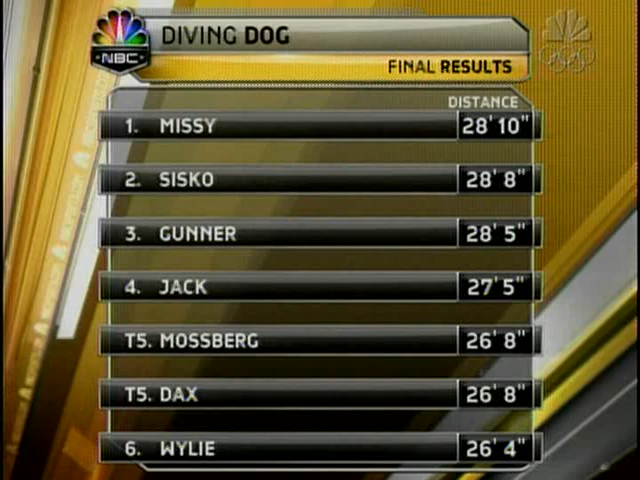 DIVING DOG
NBC
FINAL RESULTS
DISTANCE
1. MISSY 28' 10"
2. SISKO 28' 8"
3. GUNNER 28' 5"
4. JACK 27' 5"
T5. MOSSBERG 26' 8"
T5. DAX 26' 8"
6. WYLIE 26' 4"